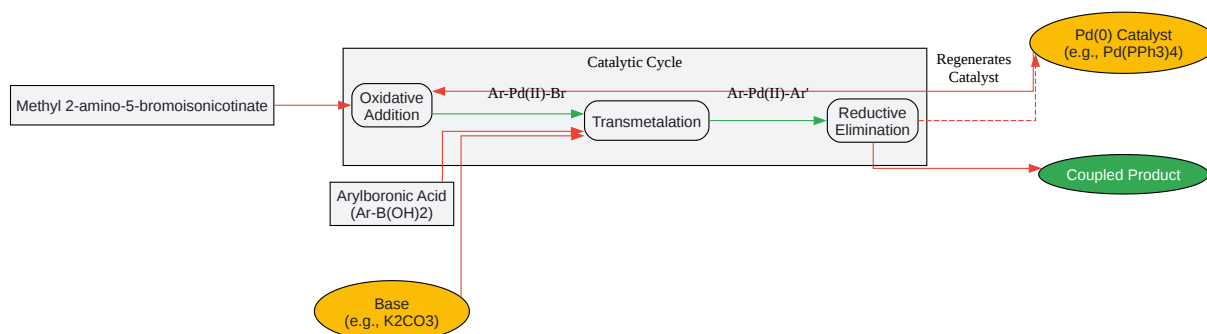 Pd(0) Catalyst
(e.g., Pd(PPh3)4)
Catalytic Cycle
Regenerates
Catalyst
Methyl 2-amino-5-bromoisonicotinate
Oxidative
Addition
Ar-Pd(II)-Br
Transmetalation
Ar-Pd(II)-Ar'
Reductive
Elimination
Coupled Product
Arylboronic Acid
(Ar-B(OH)2)
Base
(e.g., K2CO3)